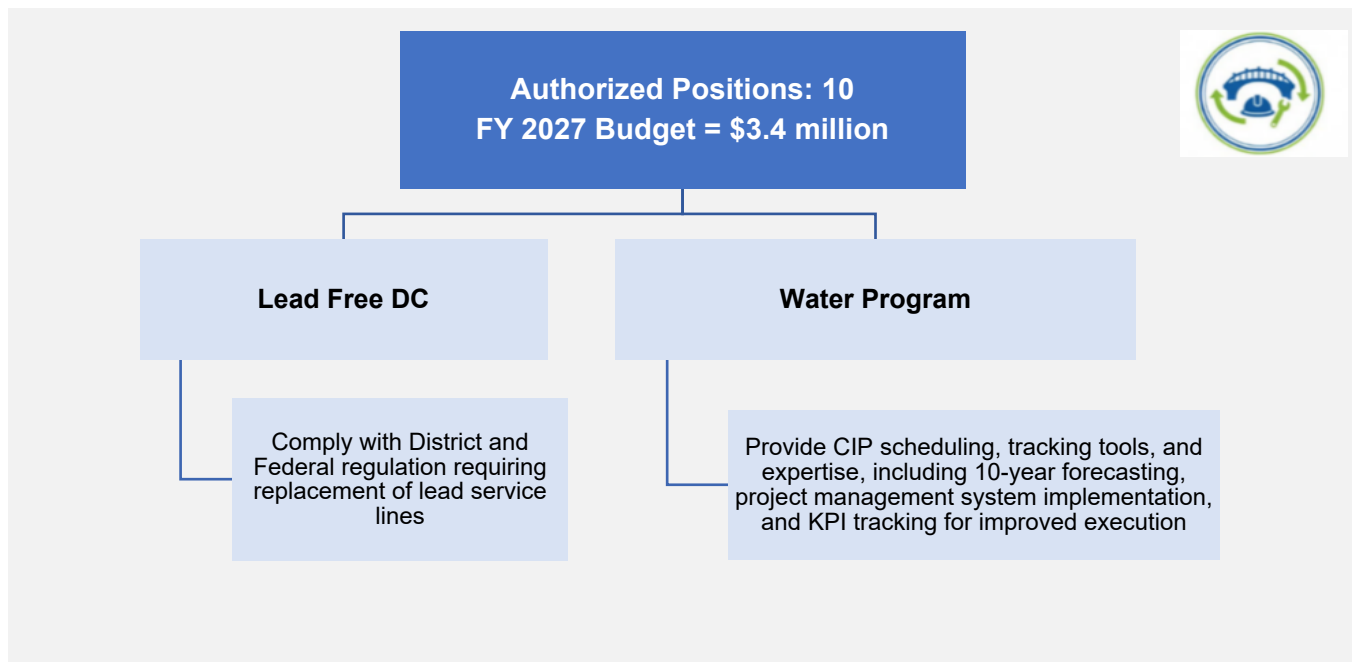 Authorized Positions: 10
FY 2027 Budget = $3.4 million
Lead Free DC
Water Program
Comply with District and
Federal regulation requiring
replacement of lead service
lines
Provide CIP scheduling, tracking tools, and
expertise, including 10-year forecasting,
project management system implementation,
and KPI tracking for improved execution